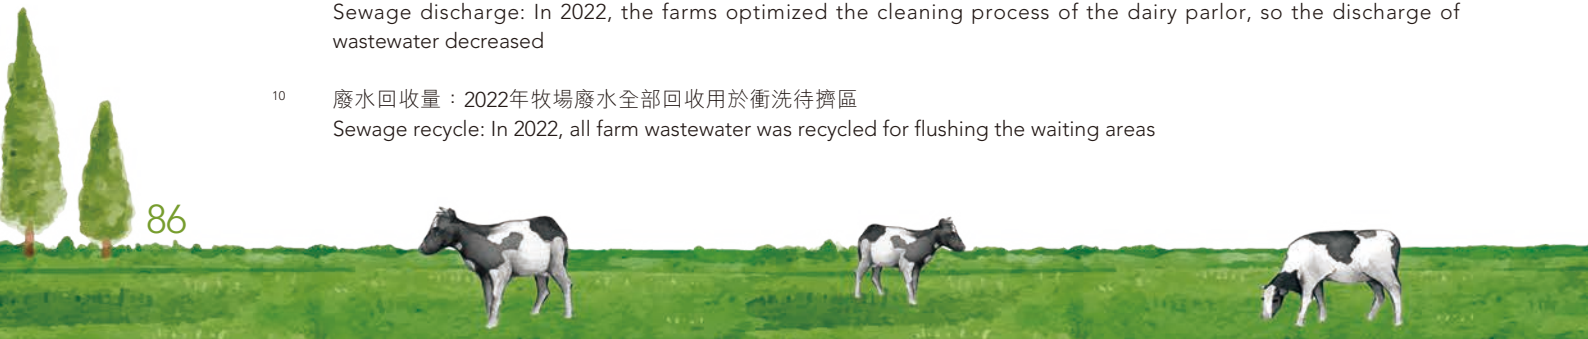 Sewage discharge: In 2022, the farms optimized the cleaning process of the dairy parlor, so the discharge of
wastewater decreased
10 廢水回收量：2022年牧場廢水全部回收用於衝洗待擠區
Sewage recycle: In 2022, all farm wastewater was recycled for flushing the waiting areas
86